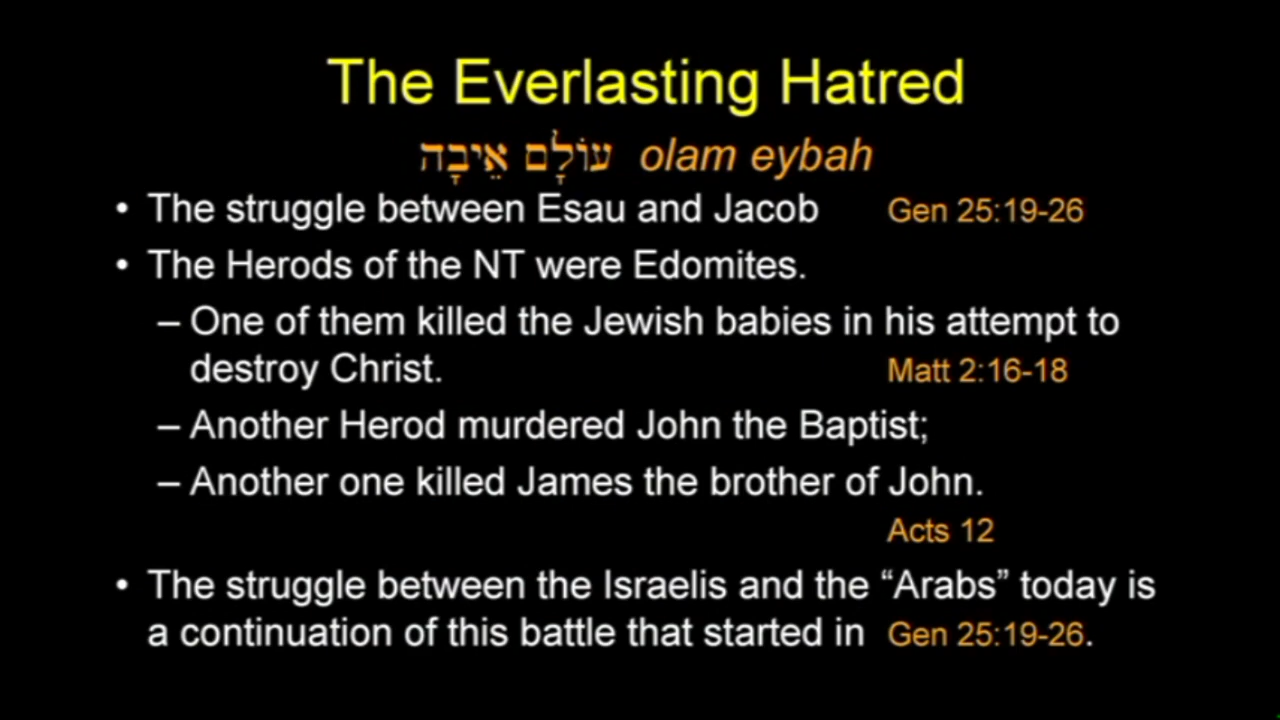 The Everlasting Hatred
עוֹלָם אֵיבָה olam eybah
• The struggle between Esau and Jacob Gen 25:19-26
• The Herods of the NT were Edomites.
– One of them killed the Jewish babies in his attempt to
destroy Christ. Matt 2:16-18
– Another Herod murdered John the Baptist;
– Another one killed James the brother of John.
Acts 12
• The struggle between the Israelis and the “Arabs” today is
a continuation of this battle that started in Gen 25:19-26.